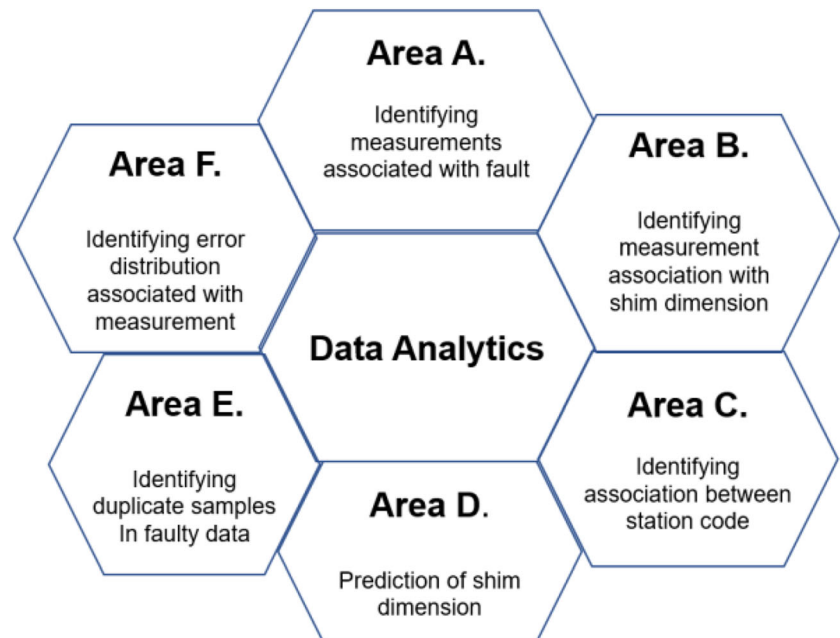 Area A.
Identifying
measurements
associated with fault
Area B.
Identifying
measurement
association with
shim dimension
Area C.
Identifying
association between
station code
Area D.
Prediction of shim
dimension
Area E.
Identifying
duplicate samples
In faulty data
Area F.
Identifying error
distribution
associated with
measurement
Data Analytics